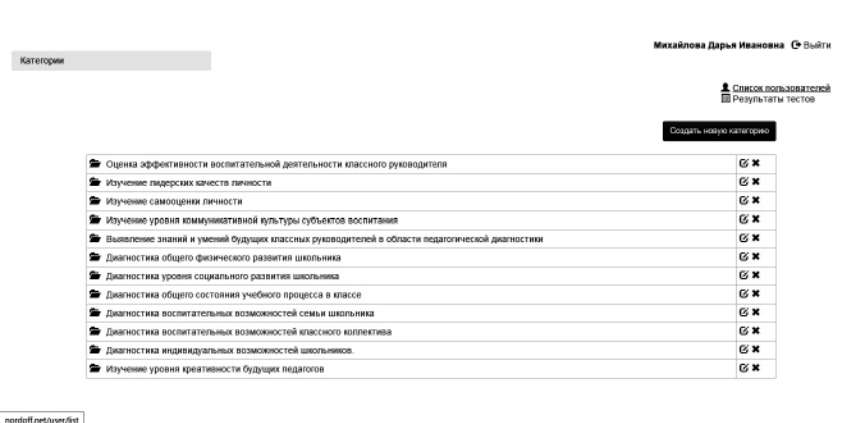 Михайлова Дарья Ивановна Выйти
Категории
Список пользователей
Результаты тестов
Создать новую категорию
Оценка эффективности воспитательной деятельности классного руководителя
Изучение лидерских качеств личности
Изучение самооценки личности
Изучение уровня коммуникативной культуры субъектов воспитания
Выявление знаний и умений будущих классных руководителей в области педагогической диагностики
Диагностика общего физического развития школьника
Диагностика уровня социального развития школьника
Диагностика общего состояния учебного процесса в классе
Диагностика воспитательных возможностей семьи школьника
Диагностика воспитательных возможностей классного коллектива
Диагностика индивидуальных возможностей школьников.
Изучение уровня креативности будущих педагогов
nordoff.net/user/list